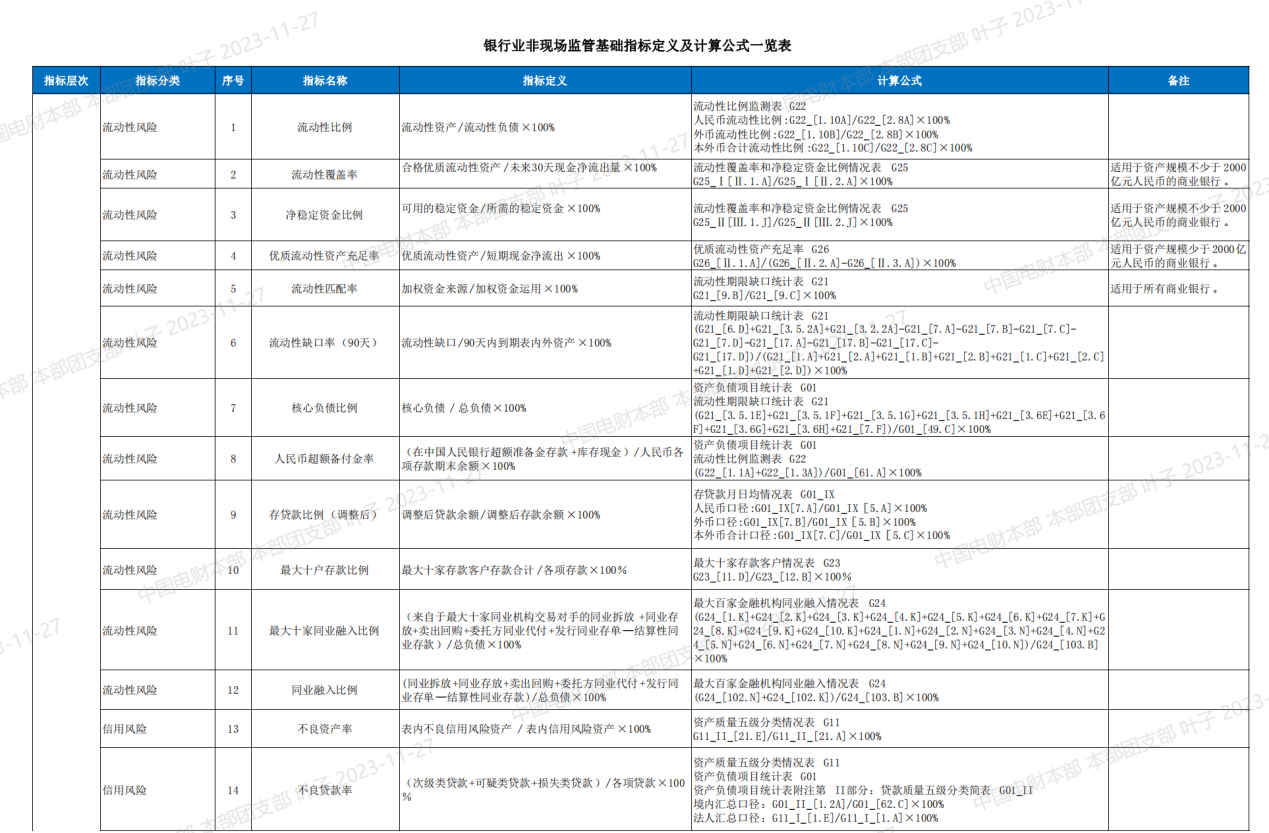 银行业非现场监管基础指标定义及计算公式一览表
指标层次 指标分类 序号 指标名称 指标定义 计算公式 备注
流动性风险 1 流动性比例 流动性资产/流动性负债×100%
流动性比例监测表 G22
人民币流动性比例:G22_[1.10A]/G22_[2.8A]×100%
外币流动性比例:G22_[1.10B]/G22_[2.8B]×100%
本外币合计流动性比例:G22_[1.10C]/G22_[2.8C]×100%
流动性风险 2 流动性覆盖率 合格优质流动性资产/未来30天现金净流出量×100%
流动性覆盖率和净稳定资金比例情况表 G25
G25_Ⅰ[Ⅱ.1.A]/G25_Ⅰ[Ⅱ.2.A]×100%
适用于资产规模不少于2000
亿元人民币的商业银行。
流动性风险 3 净稳定资金比例 可用的稳定资金/所需的稳定资金×100%
流动性覆盖率和净稳定资金比例情况表 G25
G25_Ⅱ[Ⅲ.1.J]/G25_Ⅱ[Ⅲ.2.J]×100%
适用于资产规模不少于2000
亿元人民币的商业银行。
流动性风险 4 优质流动性资产充足率 优质流动性资产/短期现金净流出×100%
优质流动性资产充足率 G26
G26_[Ⅱ.1.A]/(G26_[Ⅱ.2.A]-G26_[Ⅱ.3.A])×100%
适用于资产规模少于2000亿
元人民币的商业银行。
流动性风险 5 流动性匹配率 加权资金来源/加权资金运用×100%
流动性期限缺口统计表 G21
G21_[9.B]/G21_[9.C]×100%
适用于所有商业银行。
流动性风险 6 流动性缺口率（90天） 流动性缺口/90天内到期表内外资产×100%
流动性期限缺口统计表 G21
(G21_[6.D]+G21_[3.5.2A]+G21_[3.2.2A]-G21_[7.A]-G21_[7.B]-G21_[7.C]-
G21_[7.D]-G21_[17.A]-G21_[17.B]-G21_[17.C]-
G21_[17.D])/(G21_[1.A]+G21_[2.A]+G21_[1.B]+G21_[2.B]+G21_[1.C]+G21_[2.C]
+G21_[1.D]+G21_[2.D])×100%
流动性风险 7 核心负债比例 核心负债/总负债×100%
资产负债项目统计表 G01
流动性期限缺口统计表 G21
(G21_[3.5.1E]+G21_[3.5.1F]+G21_[3.5.1G]+G21_[3.5.1H]+G21_[3.6E]+G21_[3.6
F]+G21_[3.6G]+G21_[3.6H]+G21_[7.F])/G01_[49.C]×100%
流动性风险 8 人民币超额备付金率
（在中国人民银行超额准备金存款+库存现金）/人民币各
项存款期末余额×100%
资产负债项目统计表 G01
流动性比例监测表 G22
(G22_[1.1A]+G22_[1.3A])/G01_[61.A]×100%
流动性风险 9 存贷款比例（调整后） 调整后贷款余额/调整后存款余额×100%
存贷款月日均情况表 G01_IX
人民币口径:G01_IX[7.A]/G01_IX [5.A]×100%
外币口径:G01_IX[7.B]/G01_IX [5.B]×100%
本外币合计口径:G01_IX[7.C]/G01_IX [5.C]×100%
流动性风险 10 最大十户存款比例 最大十家存款客户存款合计/各项存款×100%
最大十家存款客户情况表 G23
G23_[11.D]/G23_[12.B]×100%
流动性风险 11 最大十家同业融入比例
（来自于最大十家同业机构交易对手的同业拆放+同业存
放+卖出回购+委托方同业代付+发行同业存单—结算性同
业存款）/总负债×100%
最大百家金融机构同业融入情况表 G24
(G24_[1.K]+G24_[2.K]+G24_[3.K]+G24_[4.K]+G24_[5.K]+G24_[6.K]+G24_[7.K]+G
24_[8.K]+G24_[9.K]+G24_[10.K]+G24_[1.N]+G24_[2.N]+G24_[3.N]+G24_[4.N]+G2
4_[5.N]+G24_[6.N]+G24_[7.N]+G24_[8.N]+G24_[9.N]+G24_[10.N])/G24_[103.B]
×100%
流动性风险 12 同业融入比例
(同业拆放+同业存放+卖出回购+委托方同业代付+发行同
业存单—结算性同业存款)/总负债×100%
最大百家金融机构同业融入情况表 G24
(G24_[102.N]+G24_[102.K])/G24_[103.B]×100%
信用风险 13 不良资产率 表内不良信用风险资产/表内信用风险资产×100%
资产质量五级分类情况表 G11
G11_II_[21.E]/G11_II_[21.A]×100%
信用风险 14 不良贷款率
（次级类贷款+可疑类贷款+损失类贷款）/各项贷款×100
%
资产质量五级分类情况表 G11
资产负债项目统计表 G01
资产负债项目统计表附注第 II部分：贷款质量五级分类简表 G01_II
境内汇总口径：G01_II_[1.2A]/G01_[62.C]×100%
法人汇总口径：G11_I_[1.E]/G11_I_[1.A]×100%
中国电财本部 本部团支部 叶子 2023-11-27